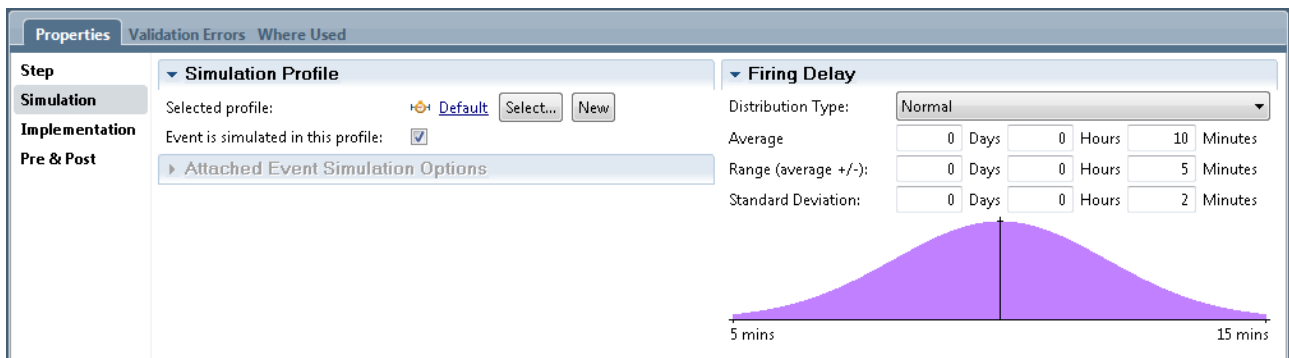 Properties Validation Errors Where Used
Step
Simulation
Implementation
Pre & Post
Simulation Profile
Selected profile: Default Select... New
Event is simulated in this profile:
Attached Event Simulation Options
Firing Delay
Distribution Type: Normal
Average 0 Days 0 Hours 10 Minutes
Range (average +/-): 0 Days 0 Hours 5 Minutes
Standard Deviation: 0 Days 0 Hours 2 Minutes
5 mins 15 mins